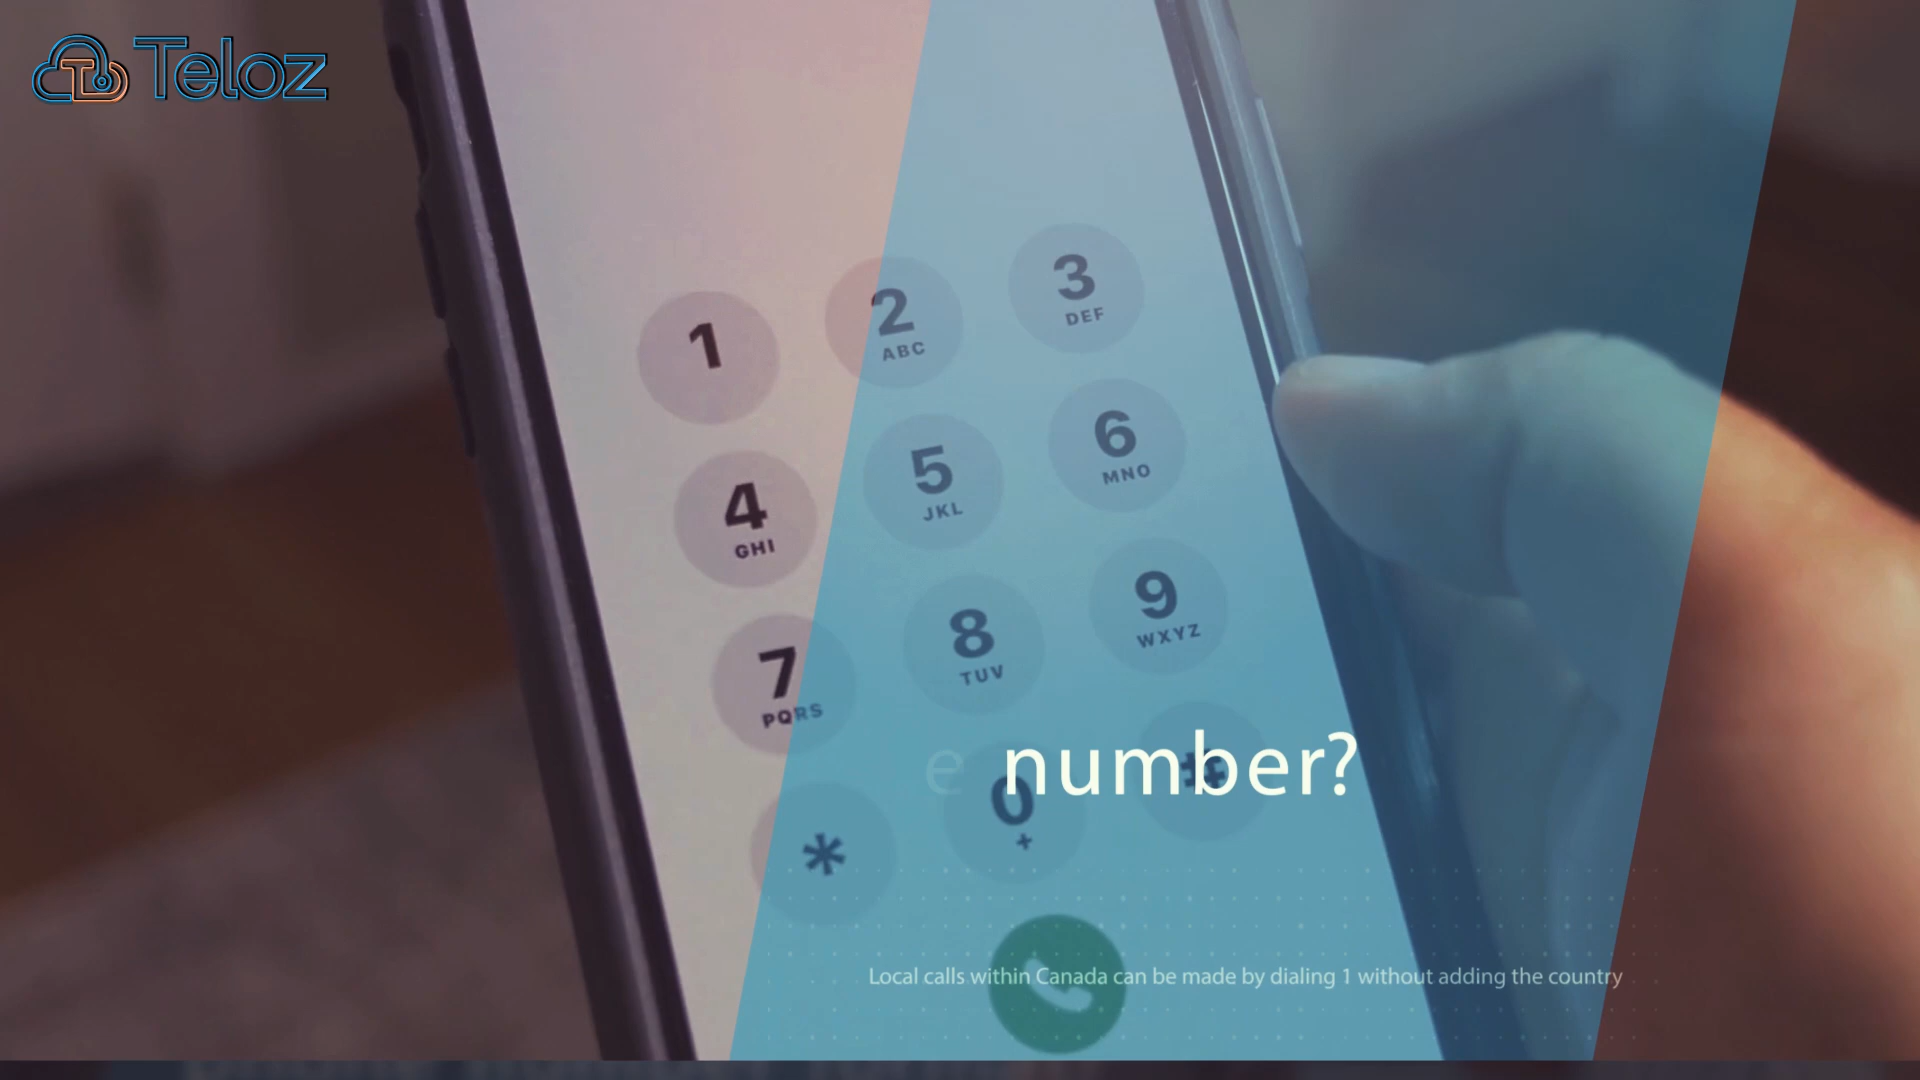 Teloz
1
2
ABC
3
DEF
4
GHI
5
JKL
6
MNO
7
PQRS
8
TUV
9
WXYZ
e number?
*
0
+
#
Local calls within Canada can be made by dialing 1 without adding the country